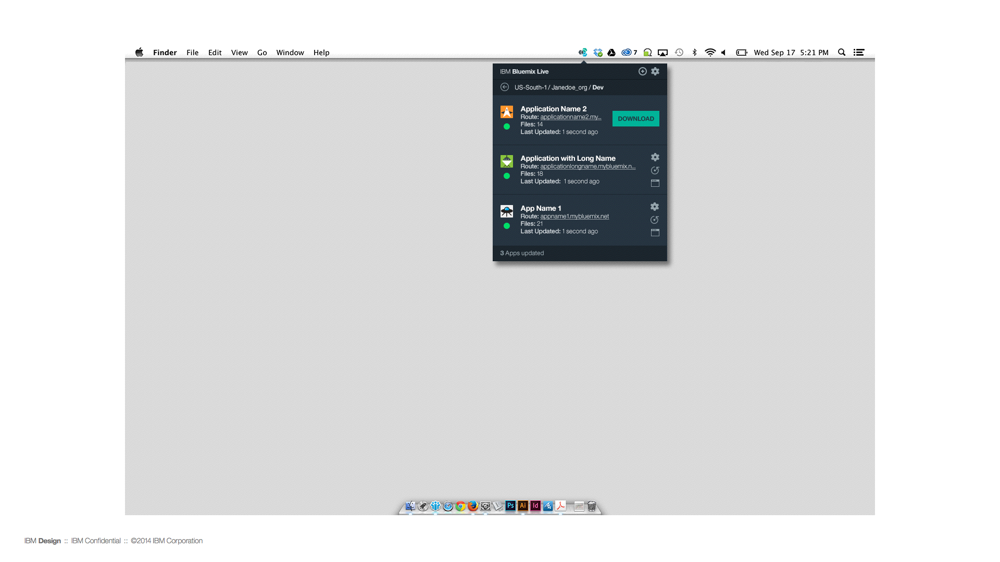 Finder File Edit View Go Window Help 7 Wed Sep 17 5:21 PM
IBM Bluemix Live
US-South-1 / Janedoe_org / Dev
Application Name 2
Route: applicationname2.my...
Files: 14
Last Updated: 1 second ago
DOWNLOAD
Application with Long Name
Route: applicationlongname.mybluemix.n...
Files: 18
Last Updated: 1 second ago
App Name 1
Route: appname1.mybluemix.net
Files: 21
Last Updated: 1 second ago
3 Apps updated
Ps Ai Id
IBM Design :: IBM Confidential :: ©2014 IBM Corporation